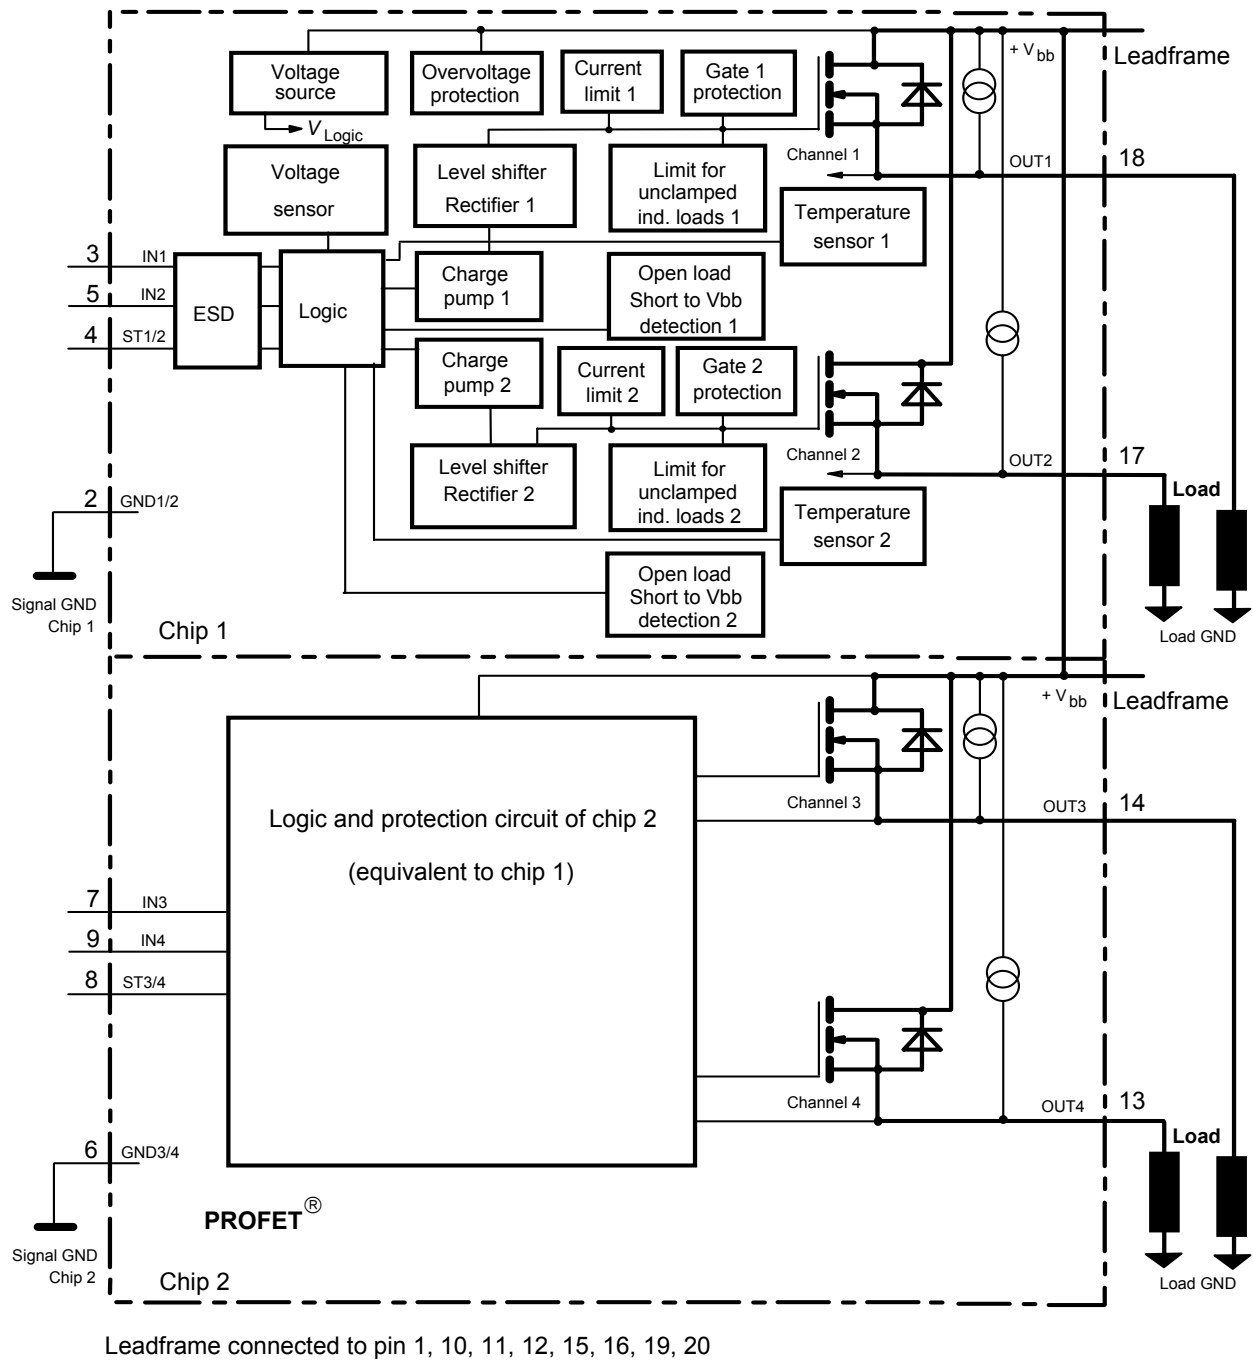 + V bb
Leadframe
Voltage
source
Overvoltage
protection
Current
limit 1
Gate 1
protection
V Logic
Channel 1
OUT1
18
Voltage
sensor
Level shifter
Rectifier 1
Limit for
unclamped
ind. loads 1
Temperature
sensor 1
3
IN1
5
IN2
4
ST1/2
ESD
Logic
Charge
pump 1
Open load
Short to Vbb
detection 1
Charge
pump 2
Current
limit 2
Gate 2
protection
Channel 2
OUT2
17
Level shifter
Rectifier 2
Limit for
unclamped
ind. loads 2
Load
2
GND1/2
Temperature
sensor 2
Signal GND
Chip 1
Open load
Short to Vbb
detection 2
Chip 1
Load GND
+ V bb
Leadframe
Channel 3
OUT3
14
Logic and protection circuit of chip 2
(equivalent to chip 1)
7
IN3
9
IN4
8
ST3/4
Channel 4
OUT4
13
Load
6
GND3/4
PROFET®
Signal GND
Chip 2
Chip 2
Load GND
Leadframe connected to pin 1, 10, 11, 12, 15, 16, 19, 20